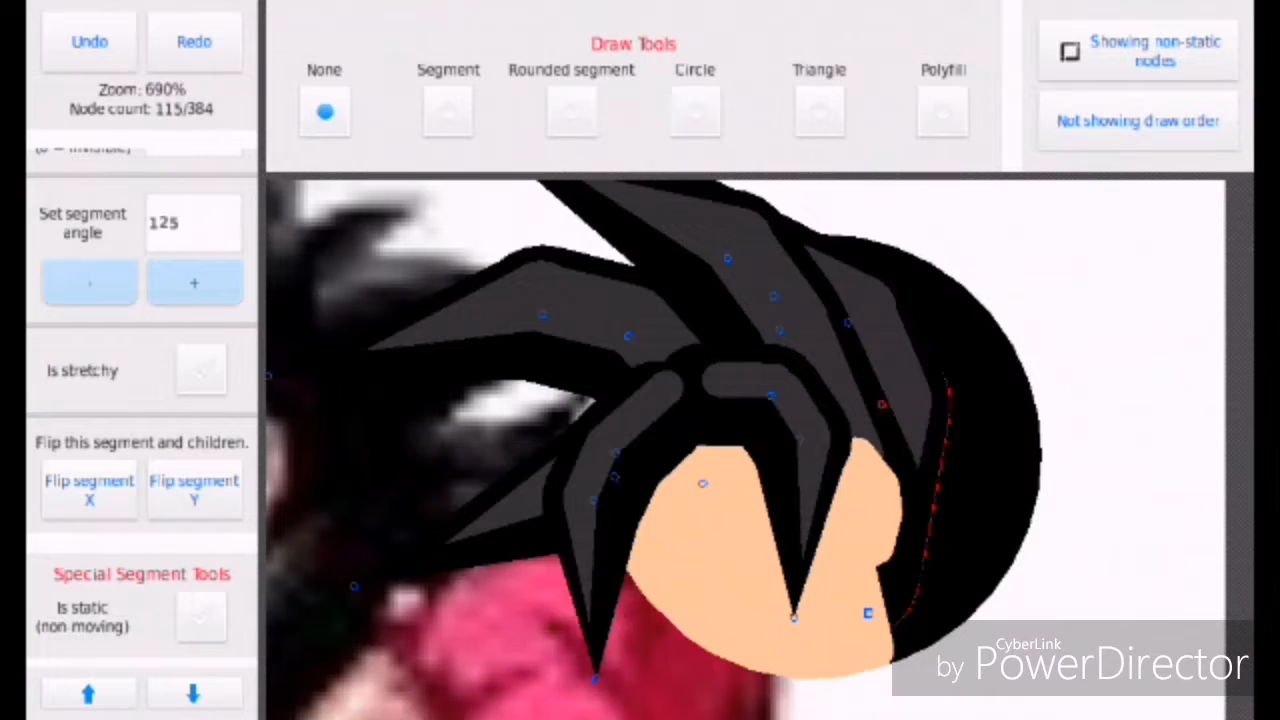 Undo
Redo
Zoom: 690%
Node count: 115/384
Set segment
angle
125
-
+
Is stretchy
Flip this segment and children.
Flip segment
X
Flip segment
Y
Special Segment Tools
Is static
(non moving)
Draw Tools
None
Segment
Rounded segment
Circle
Triangle
Polyfill
Showing non-static
nodes
Not showing draw order
CyberLink
by PowerDirector